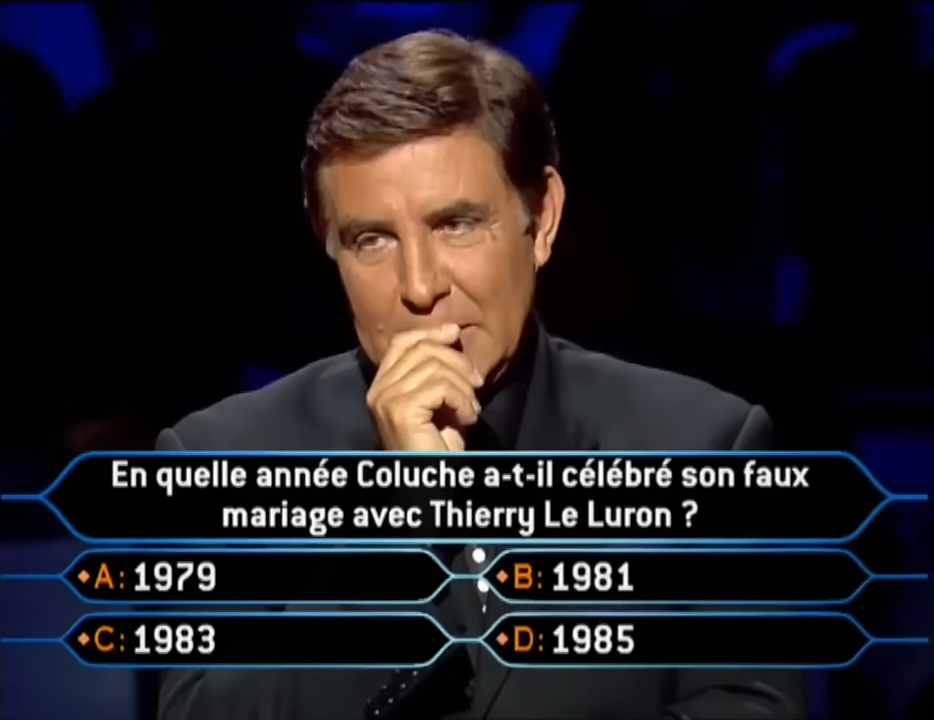 En quelle année Coluche a-t-il célébré son faux
mariage avec Thierry Le Luron ?
A: 1979
B: 1981
C: 1983
D: 1985